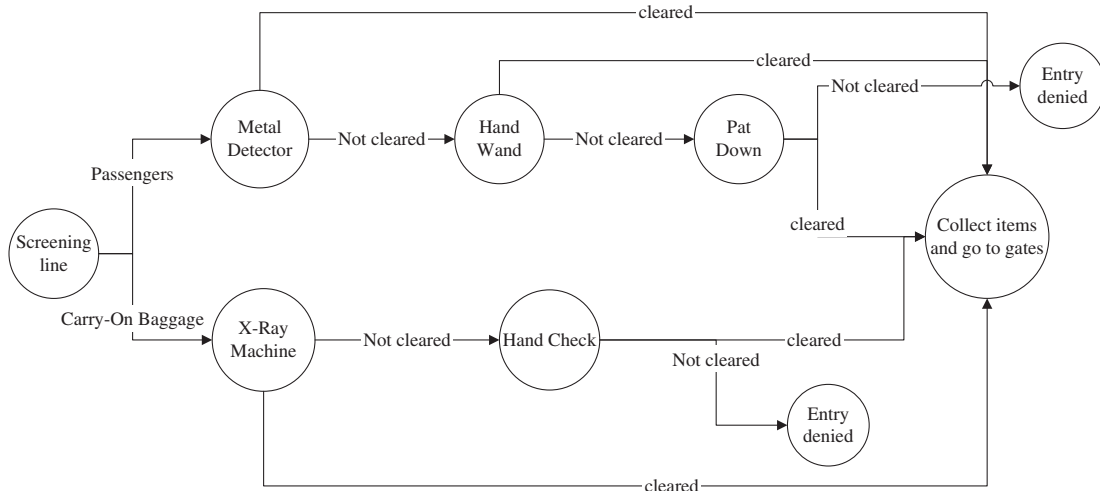 cleared
cleared
Entry
denied
Not cleared
Metal
Detector
Not cleared
Hand
Wand
Not cleared
Pat
Down
Passengers
cleared
Collect items
and go to gates
Screening
line
Carry-On Baggage
X-Ray
Machine
Not cleared
Hand Check
cleared
Not cleared
Entry
denied
cleared